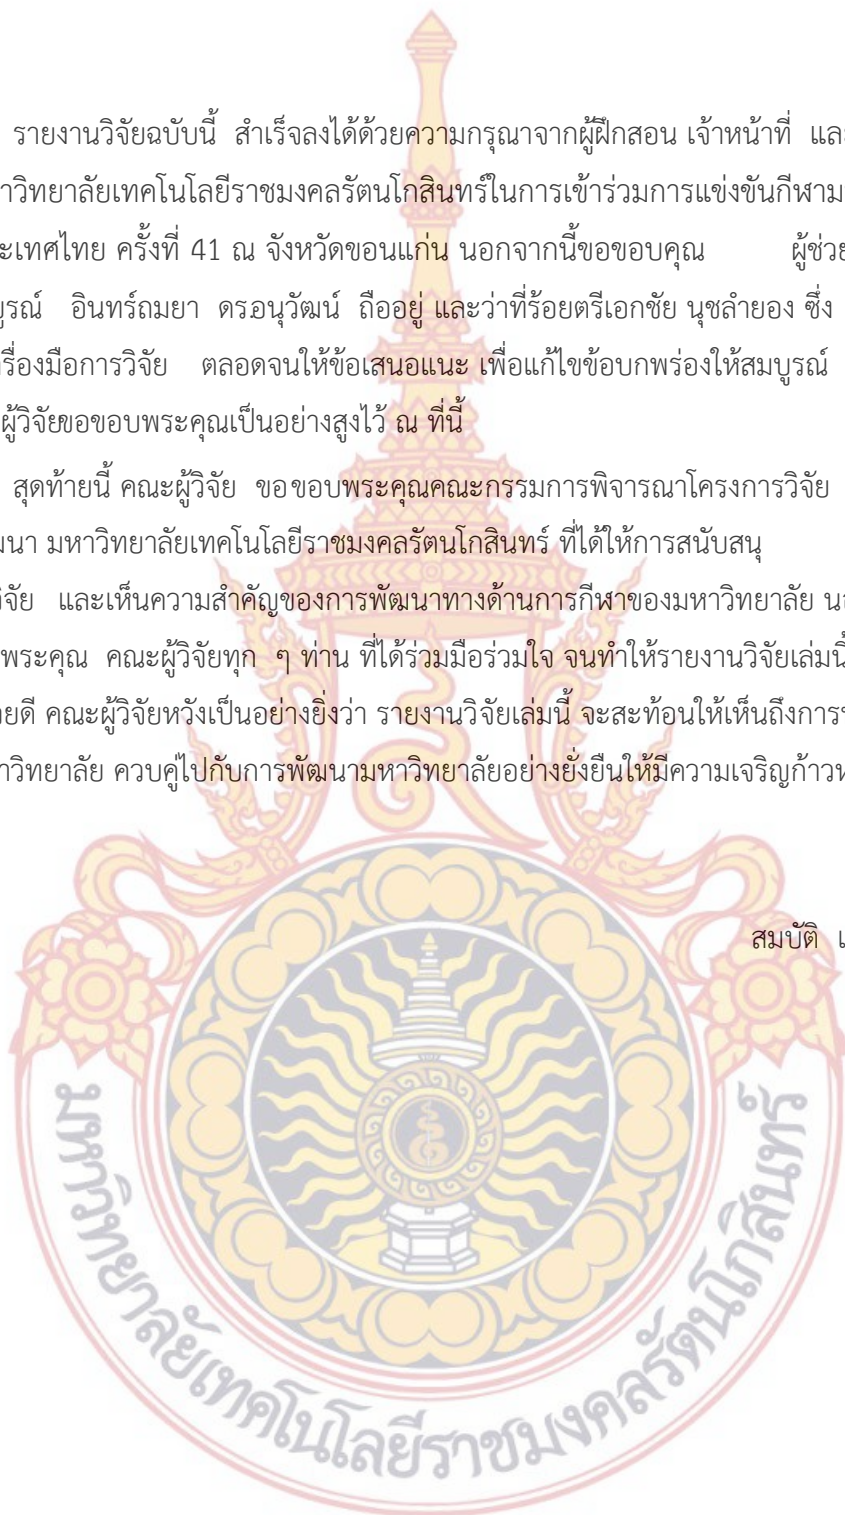 รายงานวิจัยฉบับนี้ สำเร็จลงได้ด้วยความกรุณาจากผู้ฝึกสอน เจ้าหน้าที่ และ
าวิทยาลัยเทคโนโลยีราชมงคลรัตนโกสินทร์ในการเข้าร่วมการแข่งขันกีฬาม
ะเทศไทย ครั้งที่ 41 ณ จังหวัดขอนแก่น นอกจากนี้ขอขอบคุณ ผู้ช่วย
บูรณ์ อินทร์ถมยา ดร.อนุวัฒน์ ถืออยู่ และว่าที่ร้อยตรีเอกชัย นุชลำยอง ซึ่ง
รื่องมือการวิจัย ตลอดจนให้ข้อเสนอแนะ เพื่อแก้ไขข้อบกพร่องให้สมบูรณ์
ผู้วิจัยขอขอบพระคุณเป็นอย่างสูงไว้ ณ ที่นี้
สุดท้ายนี้ คณะผู้วิจัย ขอขอบพระคุณคณะกรรมการพิจารณาโครงการวิจัย
มนา มหาวิทยาลัยเทคโนโลยีราชมงคลรัตนโกสินทร์ ที่ได้ให้การสนับสนุ
วิจัย และเห็นความสำคัญของการพัฒนาทางด้านการกีฬาของมหาวิทยาลัย
พระคุณ คณะผู้วิจัยทุก ๆ ท่าน ที่ได้ร่วมมือร่วมใจ จนทำให้รายงานวิจัยเล่มนี้
วยดี คณะผู้วิจัยหวังเป็นอย่างยิ่งว่า รายงานวิจัยเล่มนี้ จะสะท้อนให้เห็นถึงการ
าวิทยาลัย ควบคู่ไปกับการพัฒนามหาวิทยาลัยอย่างยั่งยืนให้มีความเจริญก้าวห
สมบัติ
มหาวิทยาลัยเทคโนโลยีราชมงคลรัตนโกสินทร์